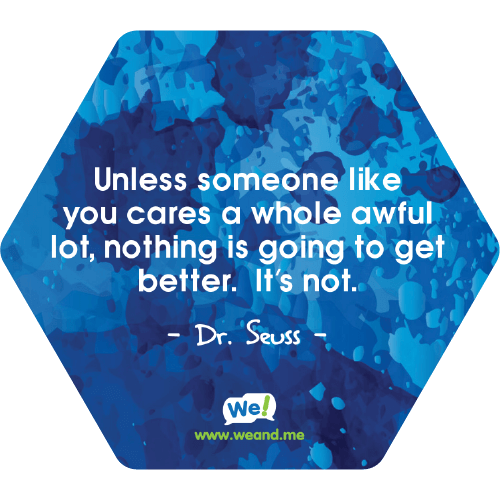 Unless someone like
you cares a whole awful
lot, nothing is going to get
better.  It's not.
- Dr. Seuss -
We!
www.weand.me